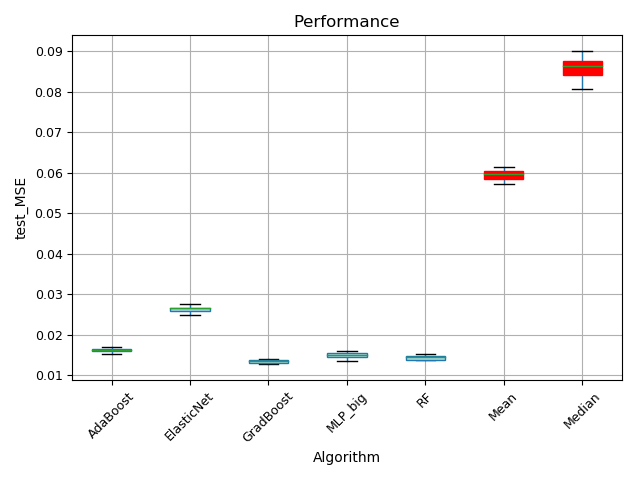 Performance
test_MSE
0.09
0.08
0.07
0.06
0.05
0.04
0.03
0.02
0.01
AdaBoost
ElasticNet
GradBoost
MLP_big
RF
Mean
Median
Algorithm